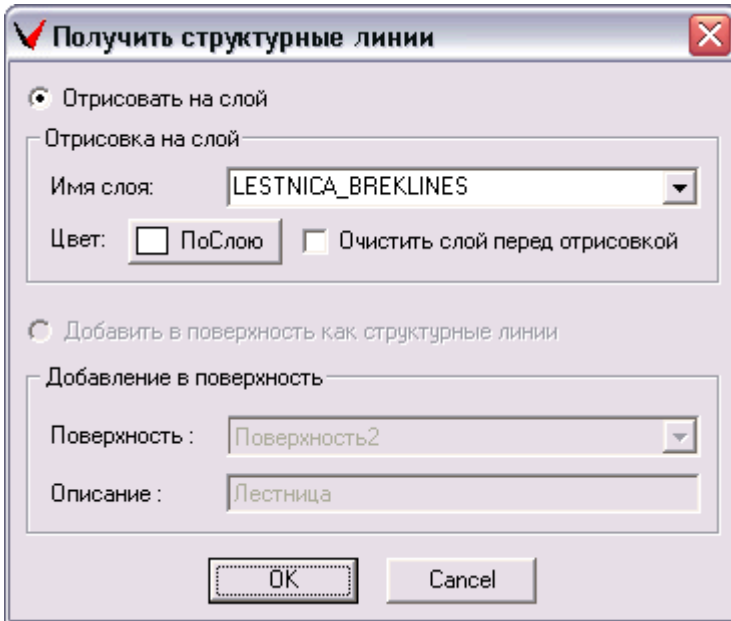 Получить структурные линии
Отрисовать на слой
Отрисовка на слой
Имя слоя: LESTNICA_BREKLINES
Цвет: ПоСлою Очистить слой перед отрисовкой
Добавить в поверхность как структурные линии
Добавление в поверхность
Поверхность : Поверхность2
Описание : Лестница
OK Cancel